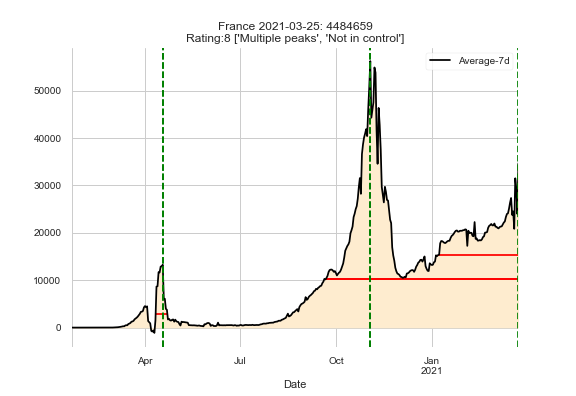 France 2021-03-25: 4484659
Rating:8 ['Multiple peaks', 'Not in control']
Average-7d
50000
40000
30000
20000
10000
0
Apr Jul Oct Jan
2021
Date